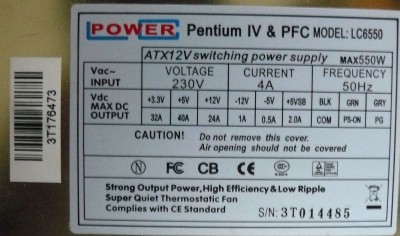 POWER Pentium IV & PFC MODEL: LC6550
ATX12V switching power supply MAX550W
Vac~ INPUT VOLTAGE 230V CURRENT 4A FREQUENCY 50Hz
Vdc MAX DC OUTPUT +3.3V +5V +12V -12V -5V +5VSB BLK GRN GRY
32A 40A 24A 1A 0.5A 2.0A COM PS-ON PG
CAUTION! Do not remove this cover.
Air opening should not be covered
N FC CB CE
Strong Output Power, High Efficiency & Low Ripple
Super Quiet Thermostatic Fan
Complies with CE Standard
S/N: 3T014485
3T176473